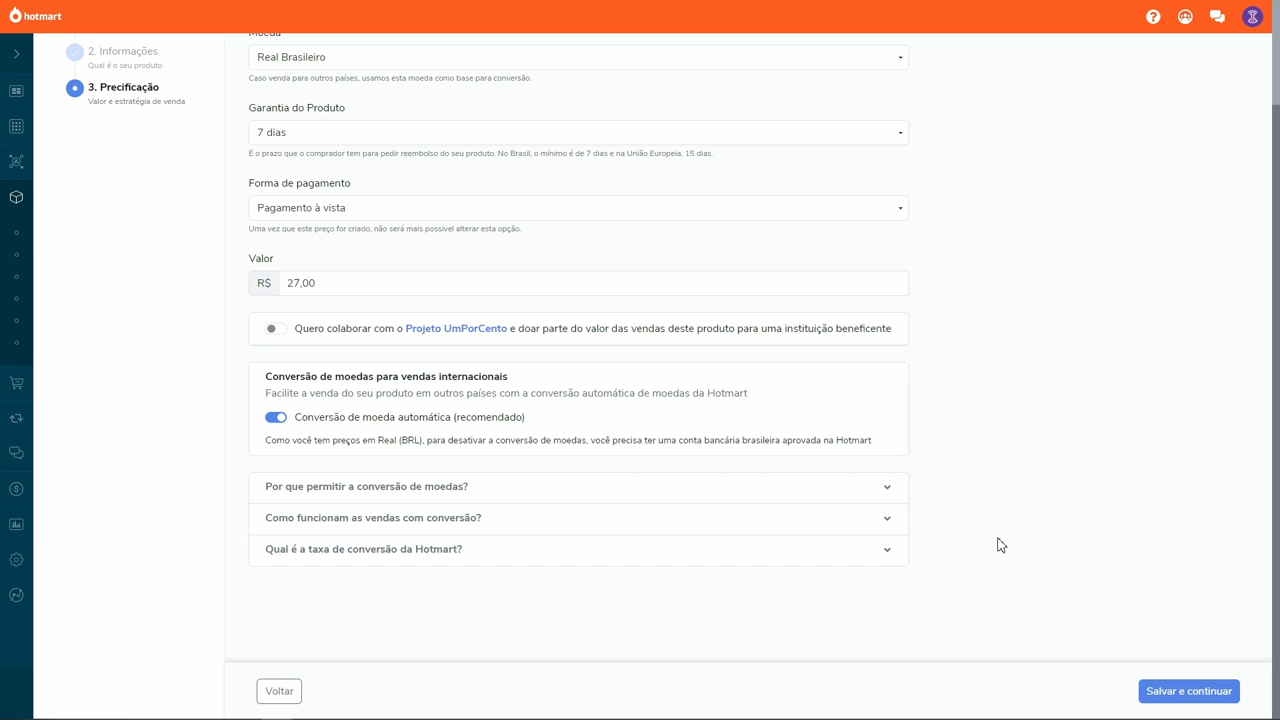 hotmart
2. Informações
Qual é o seu produto
3. Precificação
Valor e estratégia de venda
Moeda
Real Brasileiro
Caso venda para outros países, usamos esta moeda como base para conversão.
Garantia do Produto
7 dias
É o prazo que o comprador tem para pedir reembolso do seu produto. No Brasil, o mínimo é de 7 dias e na União Europeia, 15 dias.
Forma de pagamento
Pagamento à vista
Uma vez que este preço for criado, não será mais possível alterar esta opção.
Valor
R$ 27,00
Quero colaborar com o Projeto UmPorCento e doar parte do valor das vendas deste produto para uma instituição beneficente
Conversão de moedas para vendas internacionais
Facilite a venda do seu produto em outros países com a conversão automática de moedas da Hotmart
Conversão de moeda automática (recomendado)
Como você tem preços em Real (BRL), para desativar a conversão de moedas, você precisa ter uma conta bancária brasileira aprovada na Hotmart
Por que permitir a conversão de moedas?
Como funcionam as vendas com conversão?
Qual é a taxa de conversão da Hotmart?
Voltar
Salvar e continuar